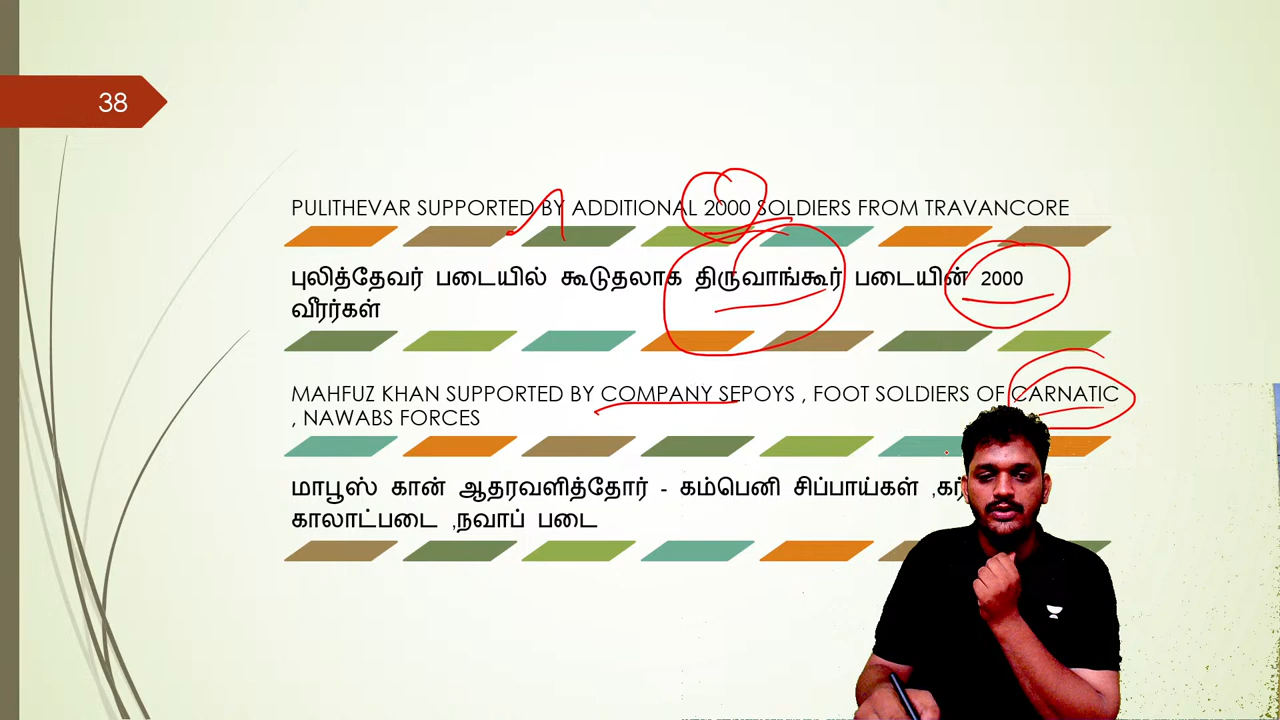 38
PULITHEVAR SUPPORTED BY ADDITIONAL 2000 SOLDIERS FROM TRAVANCORE
புலித்தேவர் படையில் கூடுதலாக திருவாங்கூர் படையின் 2000
வீரர்கள்
MAHFUZ KHAN SUPPORTED BY COMPANY SEPOYS , FOOT SOLDIERS OF CARNATIC
, NAWABS FORCES
மாபூஸ் கான் ஆதரவளித்தோர் - கம்பெனி சிப்பாய்கள் ,
காலாட்படை ,நவாப் படை